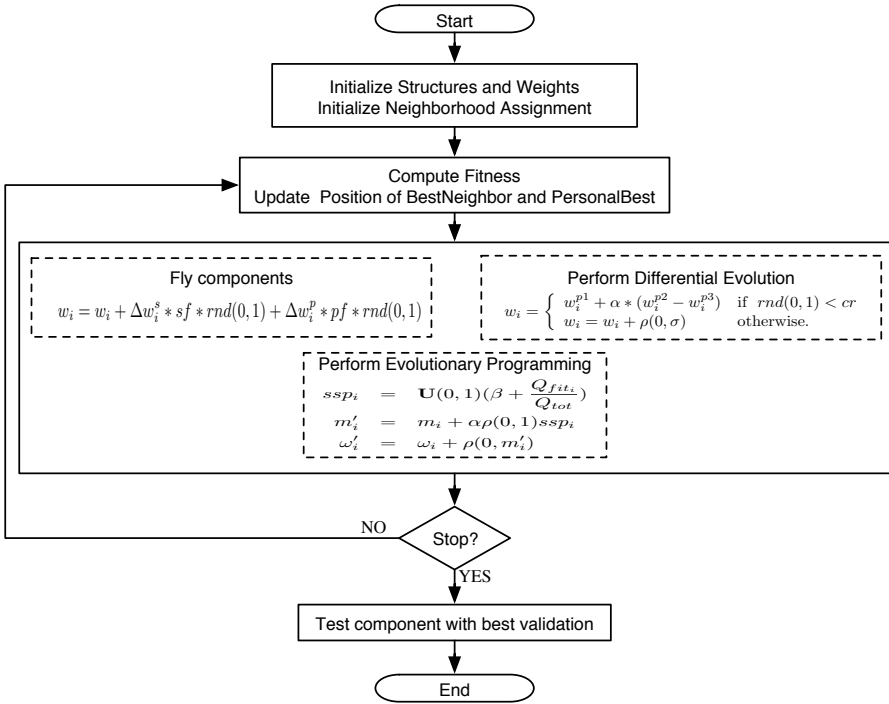 Start
Initialize Structures and Weights
Initialize Neighborhood Assignment
Compute Fitness
Update Position of BestNeighbor and PersonalBest
Fly components
w_i = w_i + Δw_i^s * sf * rnd(0,1) + Δw_i^p * pf * rnd(0,1)
Perform Differential Evolution
w_i = { w_i^{p1} + α * (w_i^{p2} − w_i^{p3}) if rnd(0,1) < cr
w_i = w_i + ρ(0, σ) otherwise.
Perform Evolutionary Programming
ssp_i = U(0,1)(β + Q_{fit_i}/Q_{tot})
m'_i = m_i + αρ(0,1)ssp_i
ω'_i = ω_i + ρ(0, m'_i)
NO
Stop?
YES
Test component with best validation
End